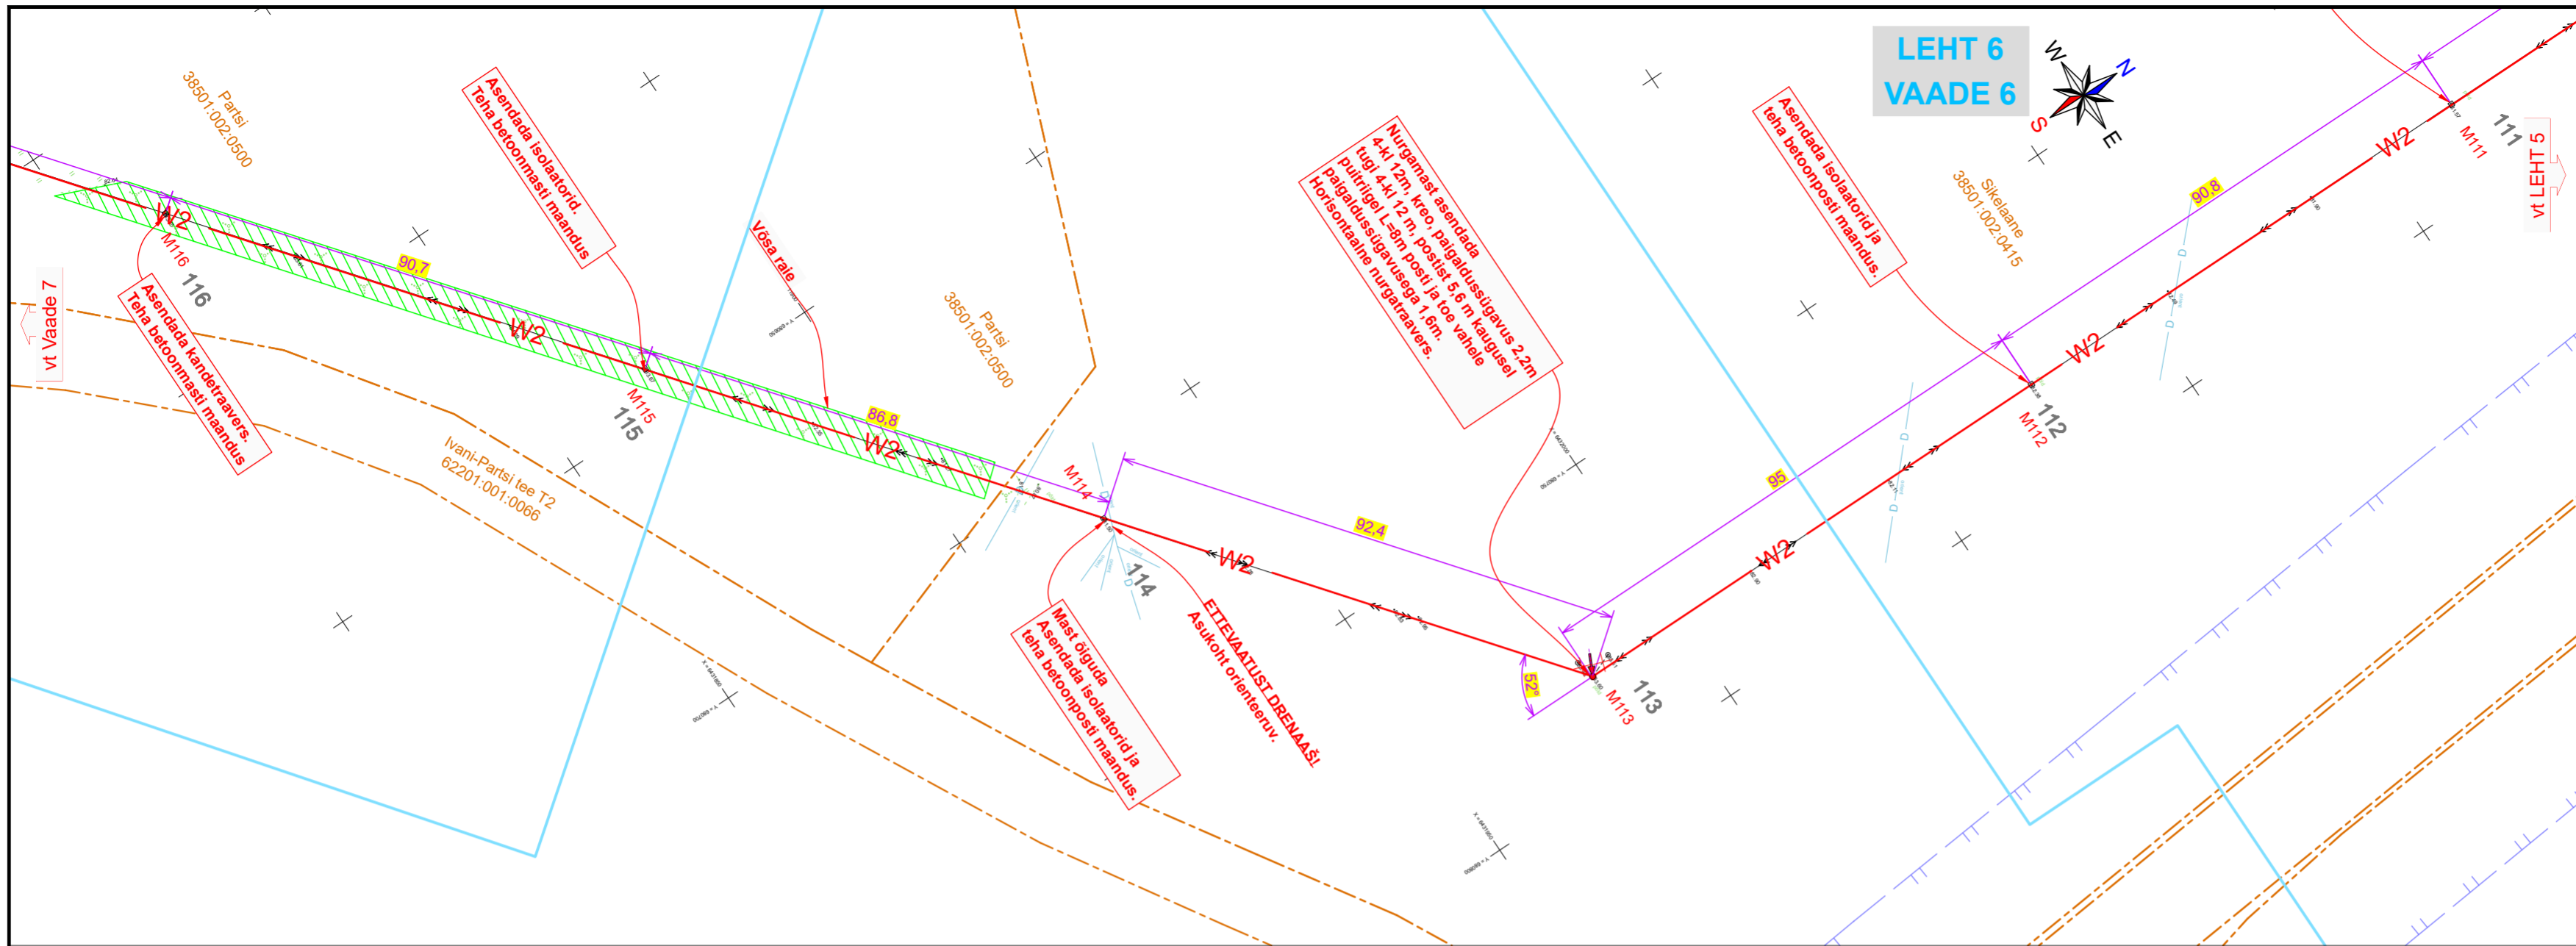 LEHT 6
VAADE 6
W
N
S
E
vt LEHT 5
vt Vaade 7
Partsi
38501:002:0500
Asendada isolaatorid.
Teha betoonmasti maandus
Võsa raie
Partsi
38501:002:0500
Nurgamast asendada
4-kl 12m, kreo, paigaldussügavus 2,2m
tugi 4-kl 12 m, postist 5,6 m kaugusel
puitriigel L=8m posti ja toe vahele
paigaldussügavusega 1,6m.
Horisontaalne nurgatraavers.
Asendada isolaatorid ja
teha betoonposti maandus.
Sikelaane
38501:002:0415
90,8
W2
M111
111
W2
M116
116
90,7
Asendada kandetraavers.
Teha betoonmasti maandus
W2
M115
115
86,8
W2
Ivani-Partsi tee T2
6201:001:0066
M114
114
D
D
92,4
W2
Mast õiguda
Asendada isolaatorid ja
teha betoonposti maandus.
ETTEVAATUST DRENAAŠ!
Asukoht orienteeruv.
52°
M113
113
95
W2
D
D
M112
112
W2
D
D